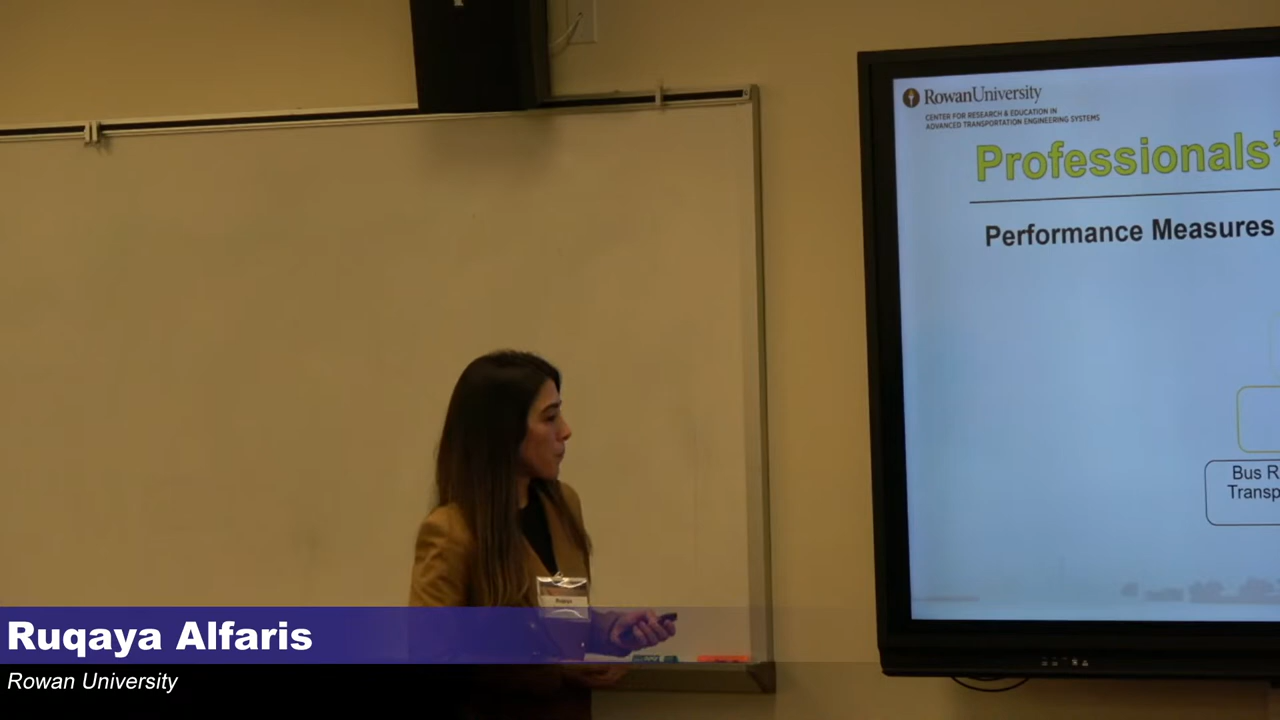 RowanUniversity
CENTER FOR RESEARCH & EDUCATION IN
ADVANCED TRANSPORTATION ENGINEERING SYSTEMS
Professionals'
Performance Measures
Bus R
Transp
Ruqaya Alfaris
Rowan University